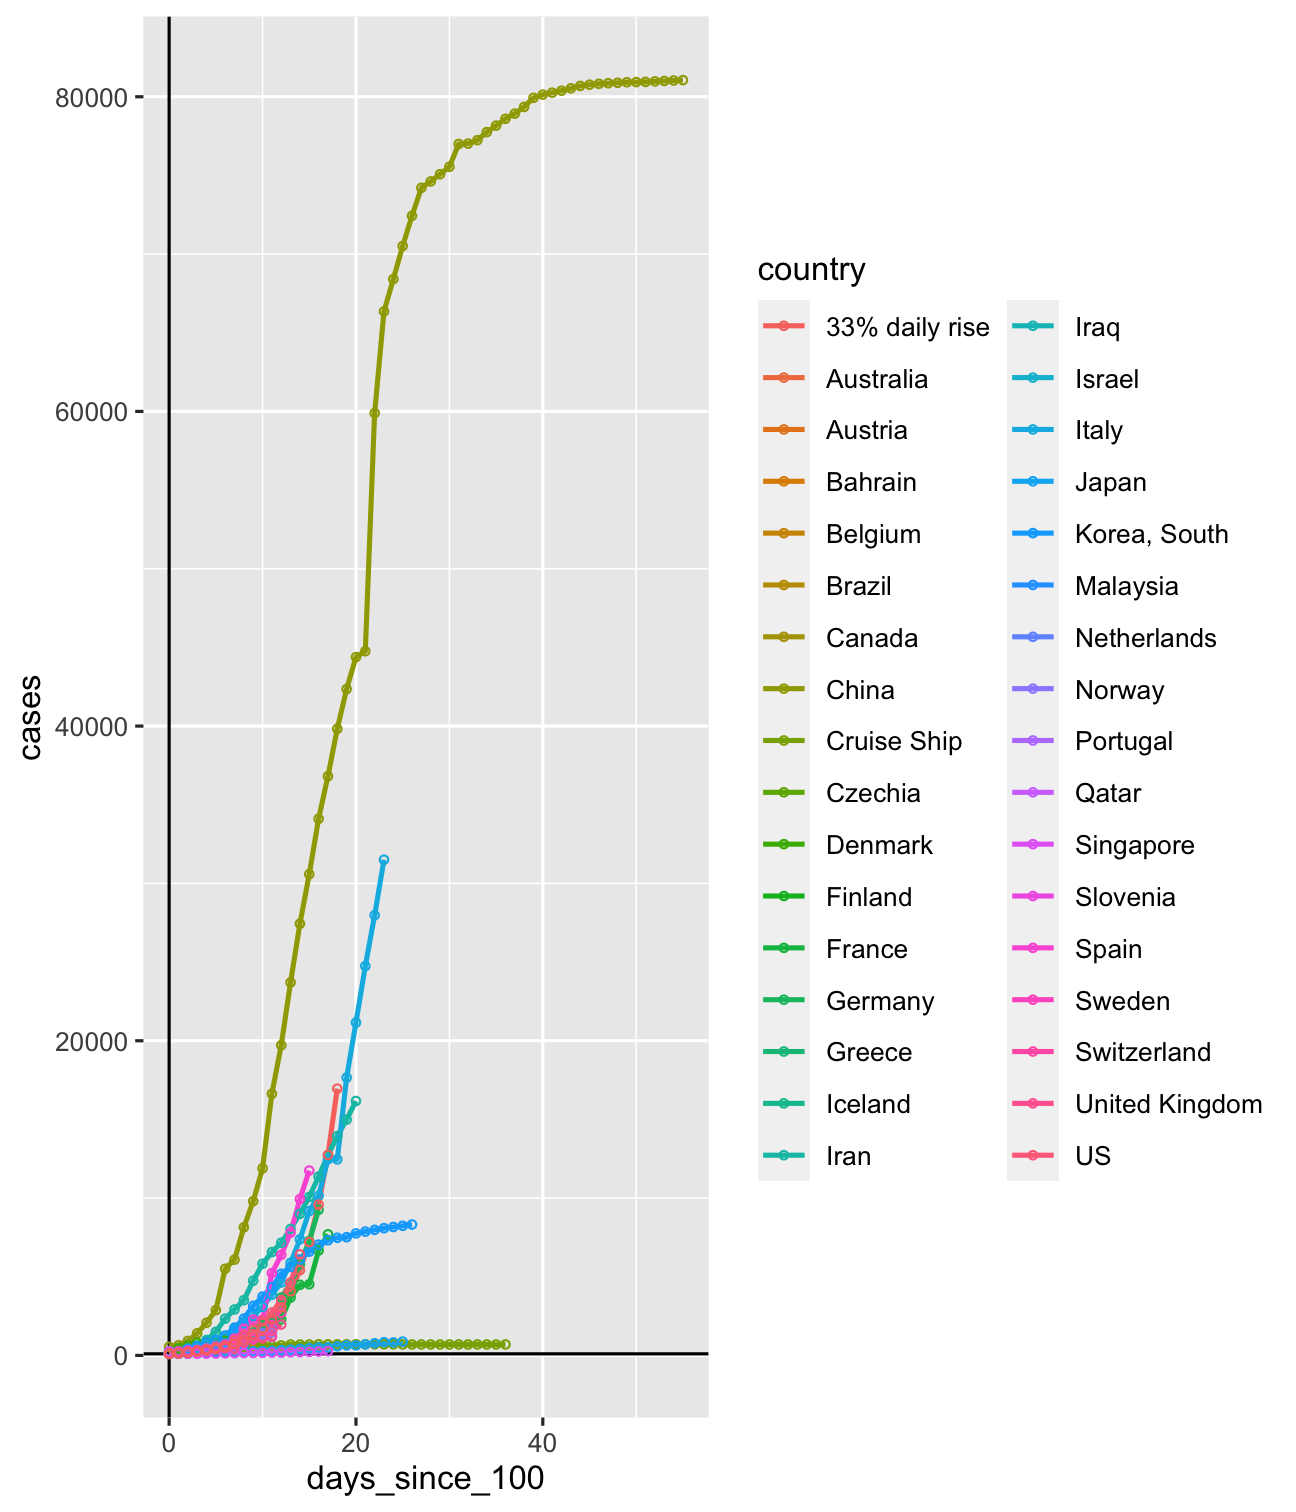 80000
60000
40000
20000
0
cases
0
20
40
days_since_100
country
33% daily rise
Australia
Austria
Bahrain
Belgium
Brazil
Canada
China
Cruise Ship
Czechia
Denmark
Finland
France
Germany
Greece
Iceland
Iran
Iraq
Israel
Italy
Japan
Korea, South
Malaysia
Netherlands
Norway
Portugal
Qatar
Singapore
Slovenia
Spain
Sweden
Switzerland
United Kingdom
US